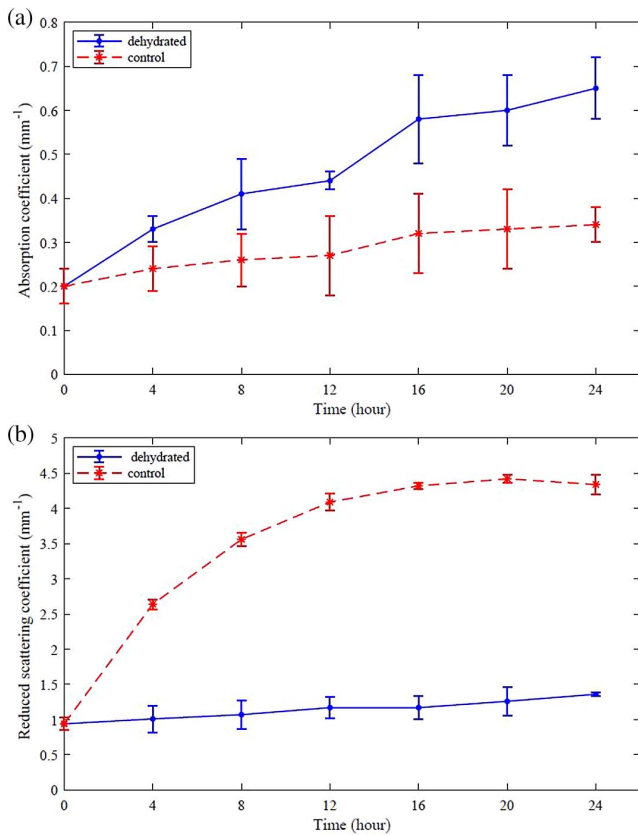 (a)
0.8
0.7
0.6
0.5
0.4
0.3
0.2
0.1
0
Absorption coefficient (mm⁻¹)
dehydrated
control
0 4 8 12 16 20 24
Time (hour)
(b)
5
4.5
4
3.5
3
2.5
2
1.5
1
0.5
0
Reduced scattering coefficient (mm⁻¹)
dehydrated
control
0 4 8 12 16 20 24
Time (hour)